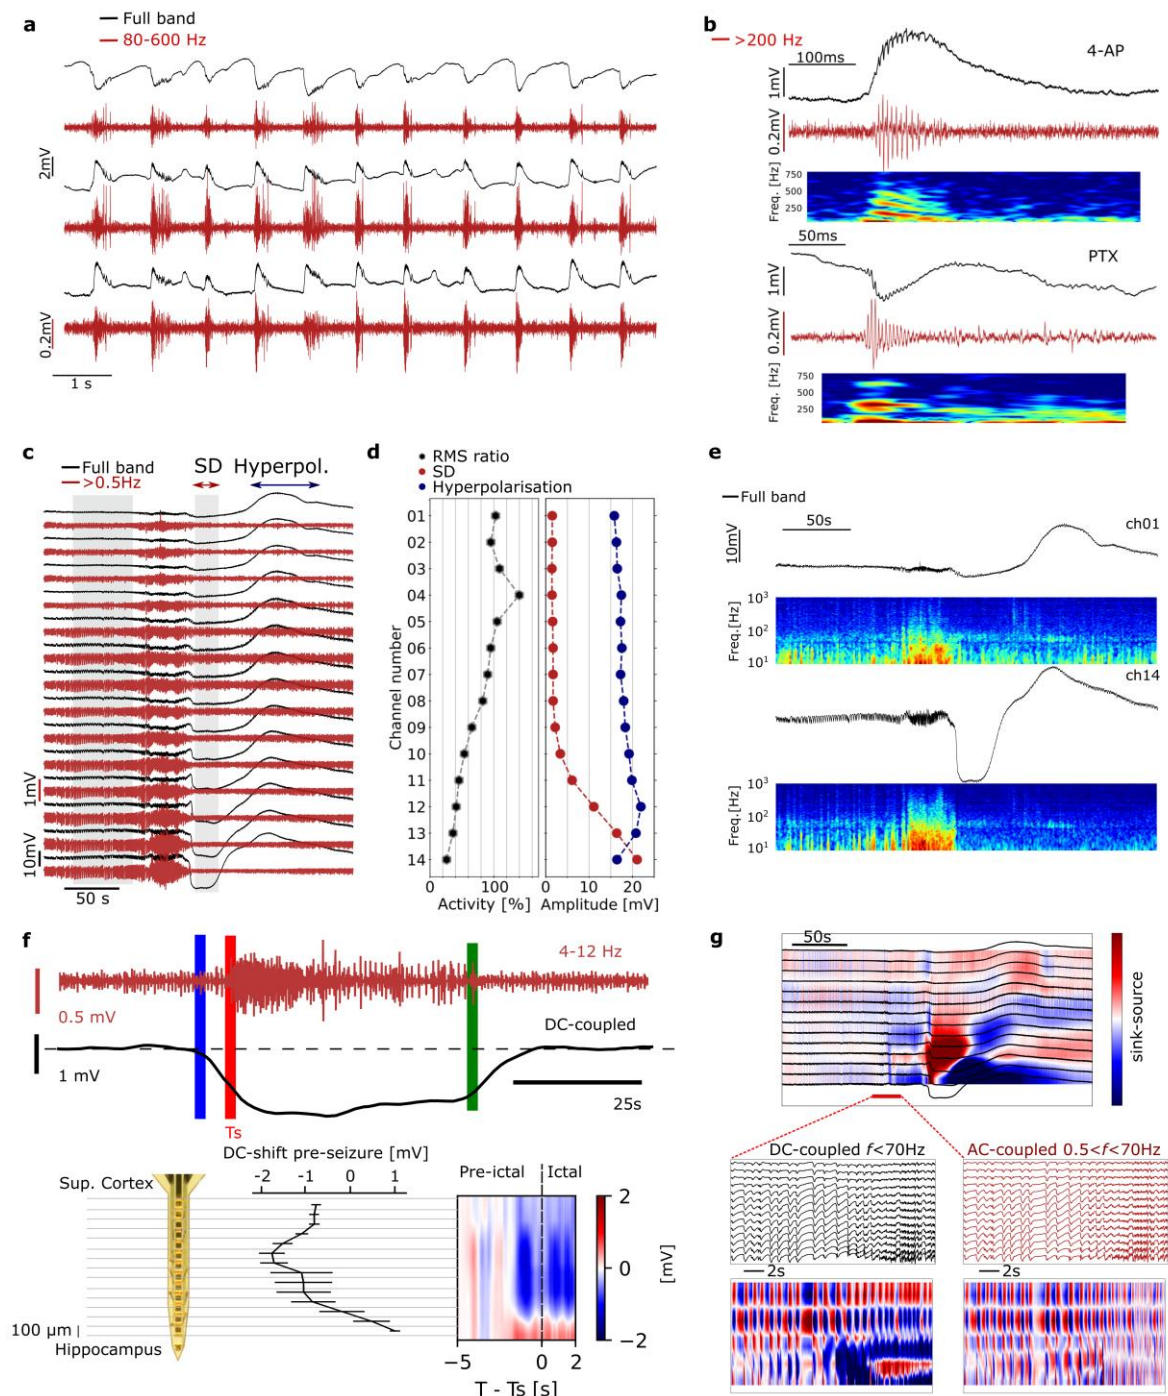 a
Full band
80-600 Hz
2mV
0.2mV
1 s
b
>200 Hz
100ms
4-AP
1mV
0.2mV
Freq. [Hz]
750
500
250
50ms
PTX
1mV
0.2mV
Freq. [Hz]
750
500
250
c
Full band
>0.5Hz
SD
Hyperpol.
1mV
10mV
50 s
d
RMS ratio
SD
Hyperpolarisation
Channel number
01
02
03
04
05
06
07
08
09
10
11
12
13
14
0 100
Activity [%]
0 10 20
Amplitude [mV]
e
Full band
50s
10mV
ch01
Freq.[Hz]
10³
10²
10¹
ch14
Freq.[Hz]
10³
10²
10¹
f
4-12 Hz
0.5 mV
DC-coupled
1 mV
25s
Ts
DC-shift pre-seizure [mV]
−2 −1 0 1
Sup. Cortex
100 μm
Hippocampus
Pre-ictal
Ictal
2
0
−2
[mV]
−5 0 2
T - Ts [s]
g
50s
sink-source
DC-coupled f<70Hz
AC-coupled 0.5<f<70Hz
2s
2s